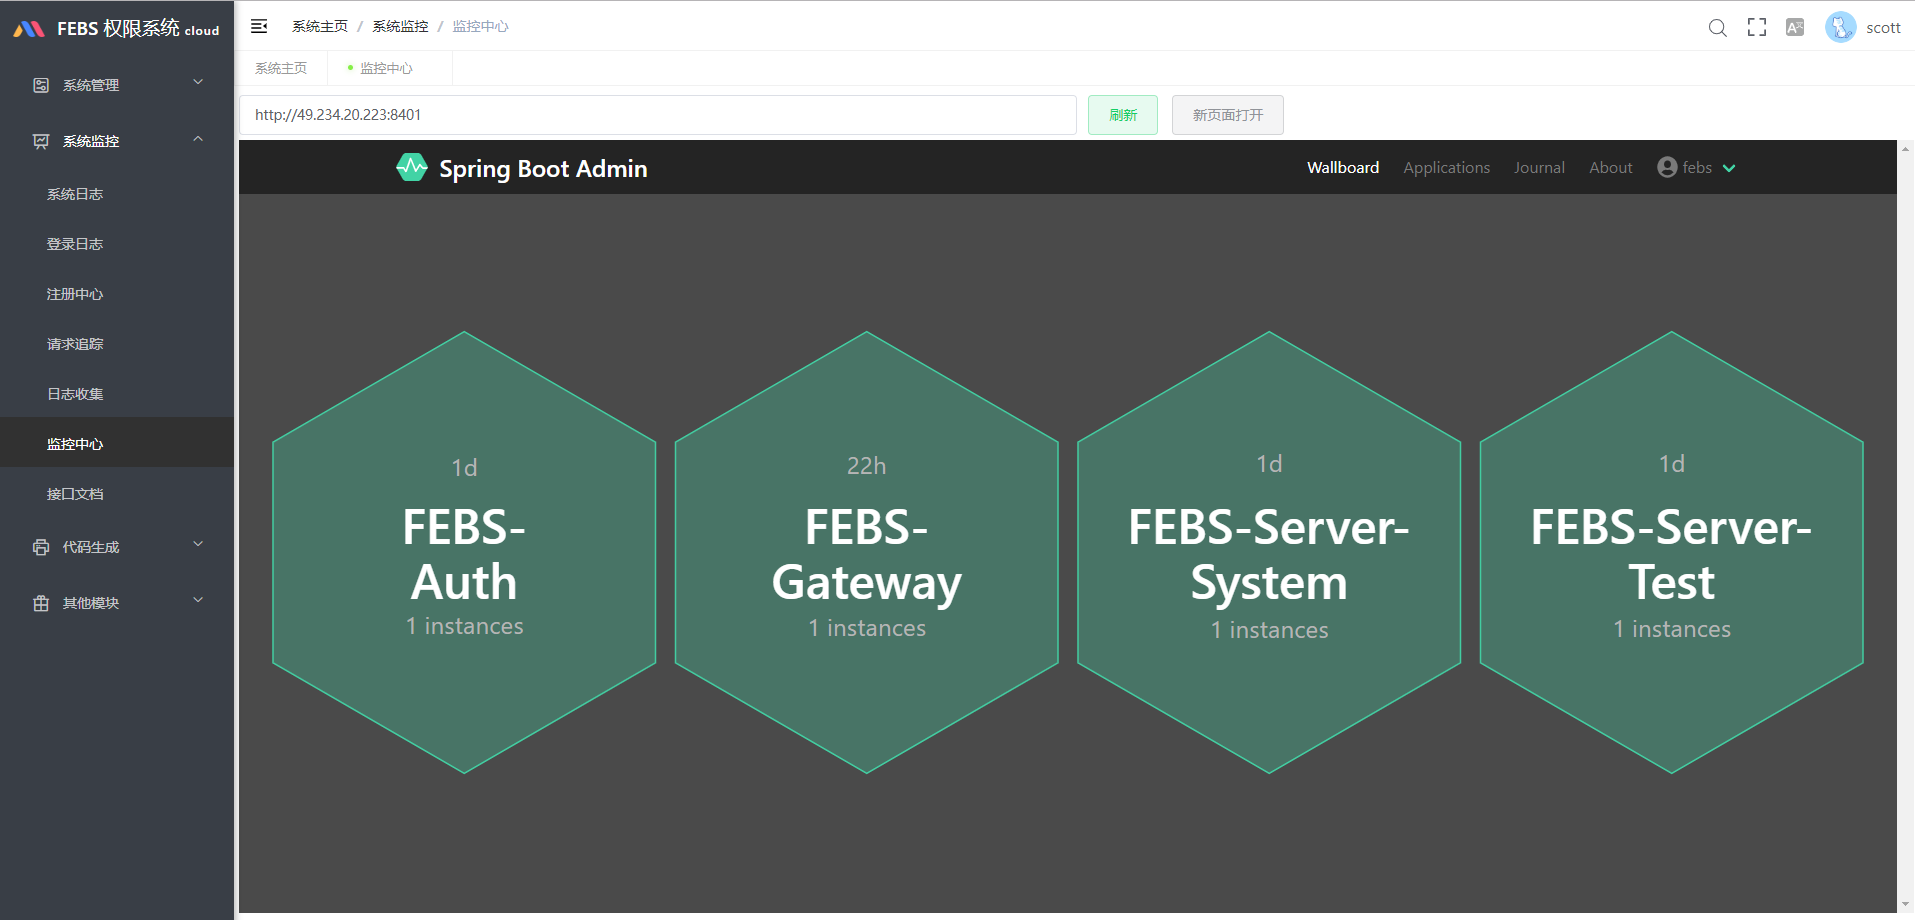 FEBS 权限系统 cloud
系统管理
系统监控
系统日志
登录日志
注册中心
请求追踪
日志收集
监控中心
接口文档
代码生成
其他模块
系统主页 / 系统监控 / 监控中心
scott
系统主页
监控中心
http://49.234.20.223:8401
刷新
新页面打开
Spring Boot Admin
Wallboard
Applications
Journal
About
febs
1d
FEBS-
Auth
1 instances
22h
FEBS-
Gateway
1 instances
1d
FEBS-Server-
System
1 instances
1d
FEBS-Server-
Test
1 instances